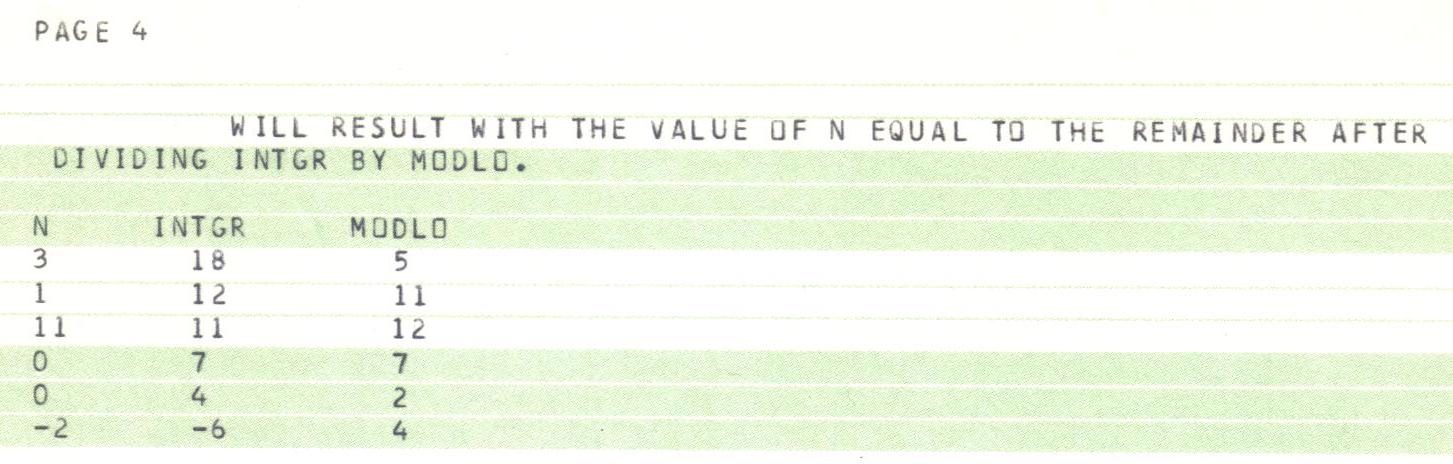 PAGE 4
WILL RESULT WITH THE VALUE OF N EQUAL TO THE REMAINDER AFTER
DIVIDING INTGR BY MODLO.
N INTGR MODLO
3 18 5
1 12 11
11 11 12
0 7 7
0 4 2
-2 -6 4